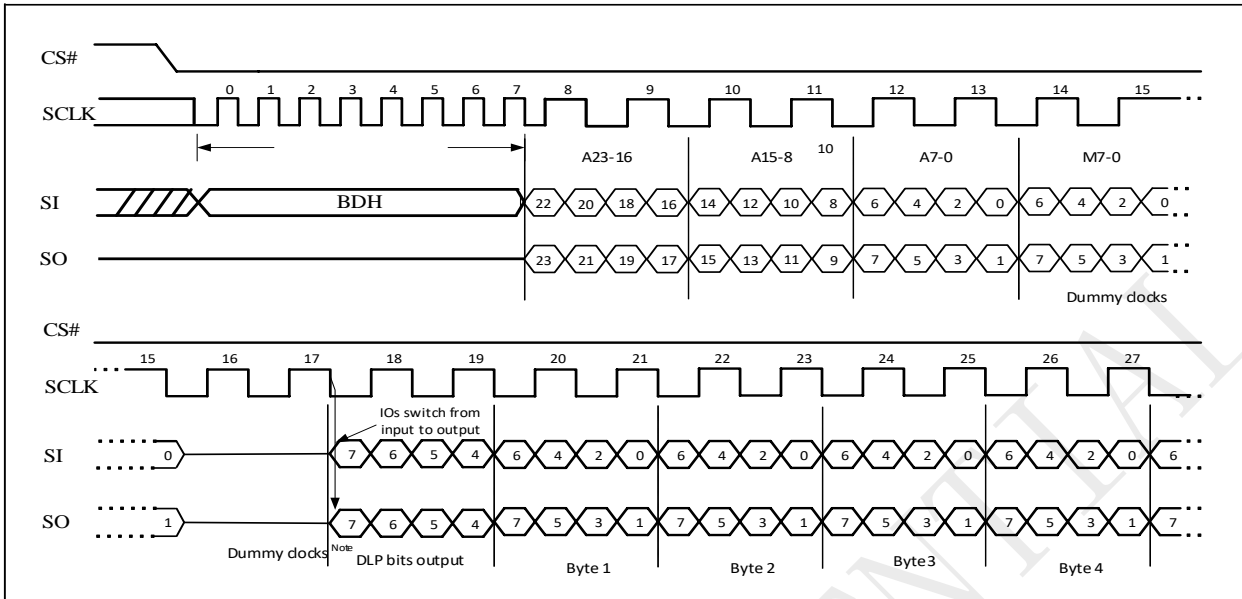 CS#
0 1 2 3 4 5 6 7 8 9 10 11 12 13 14 15
SCLK
A23-16 A15-8 10 A7-0 M7-0
SI BDH 22 20 18 16 14 12 10 8 6 4 2 0 6 4 2 0
SO 23 21 19 17 15 13 11 9 7 5 3 1 7 5 3 1
Dummy clocks
CS#
15 16 17 18 19 20 21 22 23 24 25 26 27
SCLK
IOs switch from
input to output
SI 0 7 6 5 4 6 4 2 0 6 4 2 0 6 4 2 0 6 4 2 0 6
SO 1 7 6 5 4 7 5 3 1 7 5 3 1 7 5 3 1 7 5 3 1 7
Dummy clocks Note DLP bits output Byte 1 Byte 2 Byte 3 Byte 4